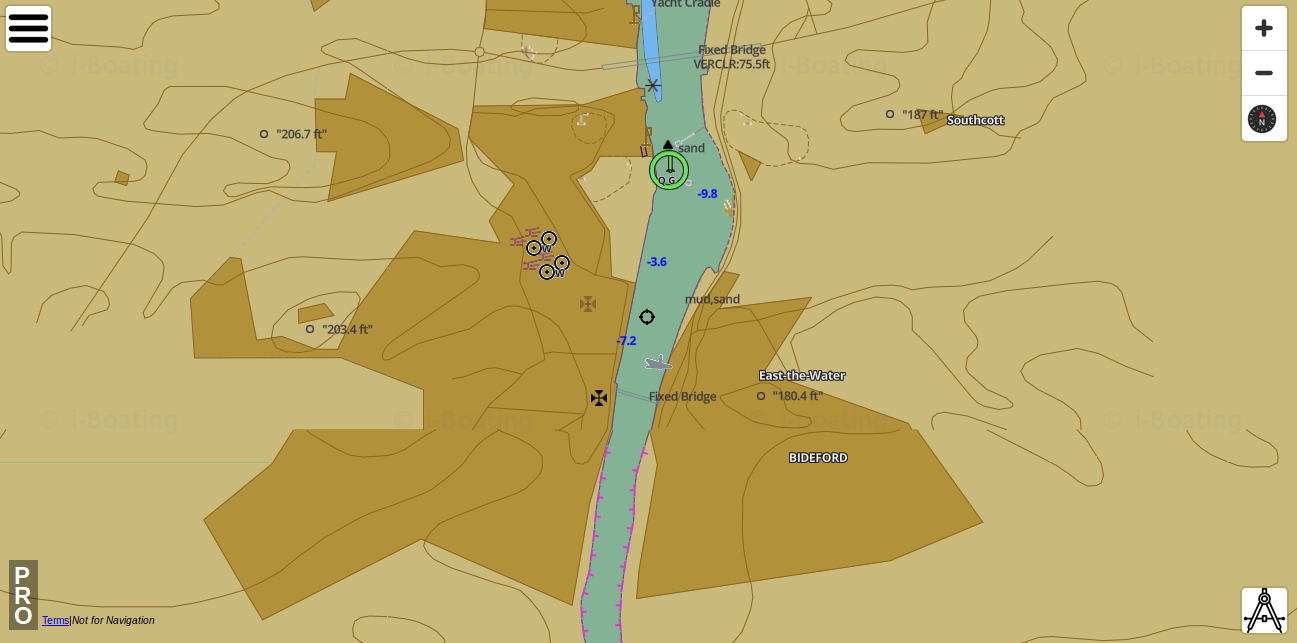 Yacht Cradle
Fixed Bridge
VERCLR:75.5ft
© i-Boating
© i-Boating
© i-Boating
© i-Boating
"187 ft"
Southcott
"206.7 ft"
sand
Q.G.
-9.8
W
-3.6
W
mud,sand
"203.4 ft"
-7.2
East-the-Water
Fixed Bridge
"180.4 ft"
© i-Boating
© i-Boating
© i-Boating
© i-Boating
BIDEFORD
PRO
Terms|Not for Navigation
N